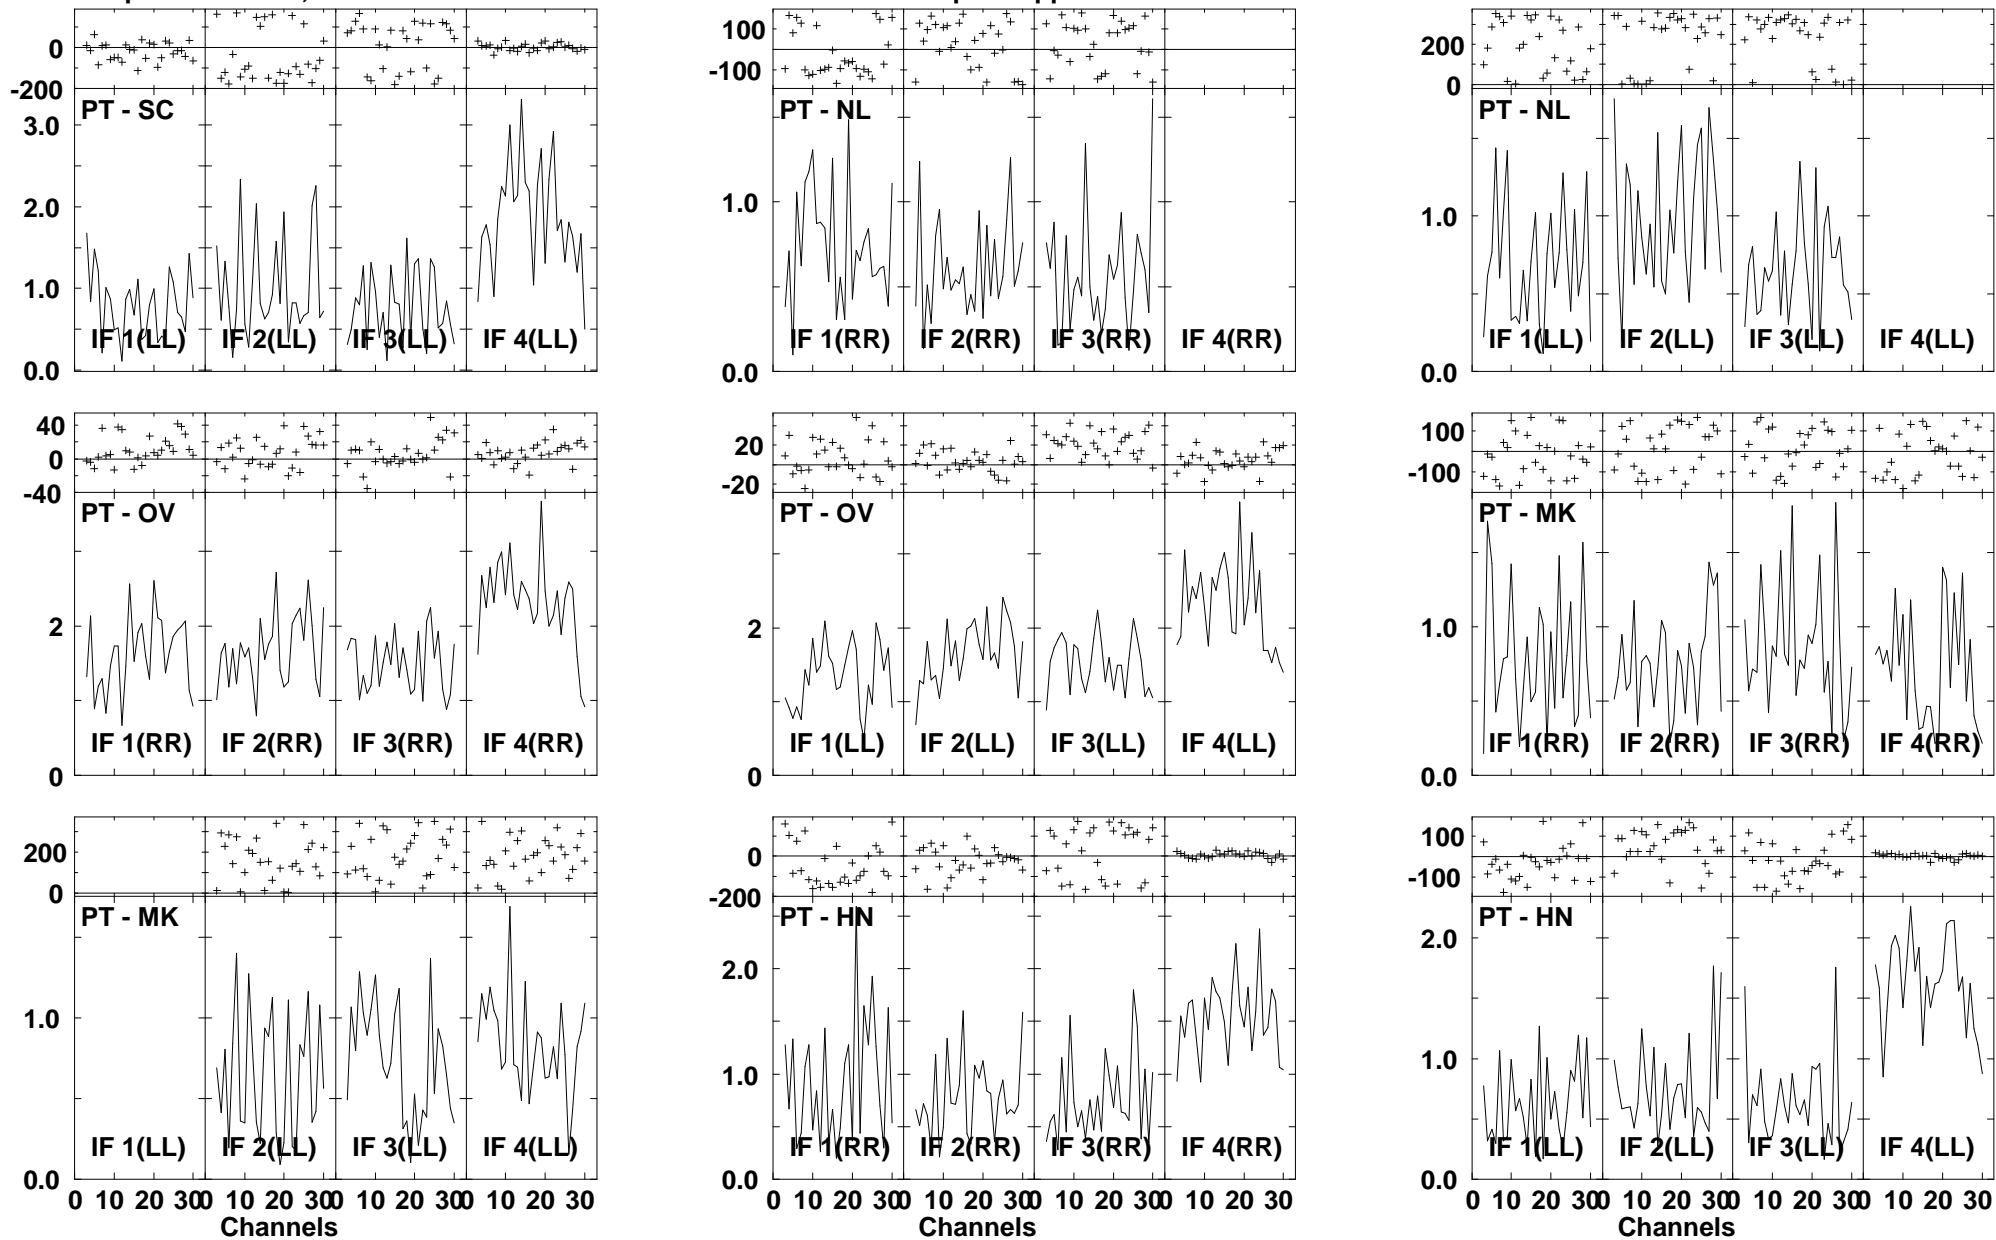 0
-200
100
-100
200
0
PT - SC
PT - NL
PT - NL
3.0
2.0
1.0
0.0
1.0
0.0
1.0
0.0
IF 1(LL) IF 2(LL) IF 3(LL) IF 4(LL)
IF 1(RR) IF 2(RR) IF 3(RR) IF 4(RR)
IF 1(LL) IF 2(LL) IF 3(LL) IF 4(LL)
40
0
-40
20
-20
100
-100
PT - OV
PT - OV
PT - MK
2
0
2
0
1.0
0.0
IF 1(RR) IF 2(RR) IF 3(RR) IF 4(RR)
IF 1(LL) IF 2(LL) IF 3(LL) IF 4(LL)
IF 1(RR) IF 2(RR) IF 3(RR) IF 4(RR)
200
0
0
-200
100
-100
PT - MK
PT - HN
PT - HN
1.0
0.0
2.0
1.0
0.0
2.0
1.0
0.0
IF 1(LL) IF 2(LL) IF 3(LL) IF 4(LL)
IF 1(RR) IF 2(RR) IF 3(RR) IF 4(RR)
IF 1(LL) IF 2(LL) IF 3(LL) IF 4(LL)
0 10 20 30 0 10 20 30 0 10 20 30 0 10 20 30
0 10 20 30 0 10 20 30 0 10 20 30 0 10 20 30
0 10 20 30 0 10 20 30 0 10 20 30 0 10 20 30
Channels
Channels
Channels